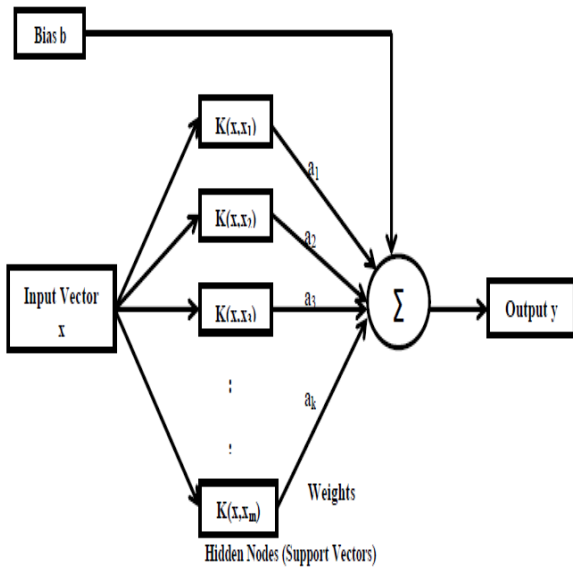 Bias b
K(x,x₁)
a₁
K(x,x₂)
a₂
Input Vector
x
K(x,x₃)
a₃
Σ
Output y
:
aₖ
:
Weights
K(x,xₘ)
Hidden Nodes (Support Vectors)